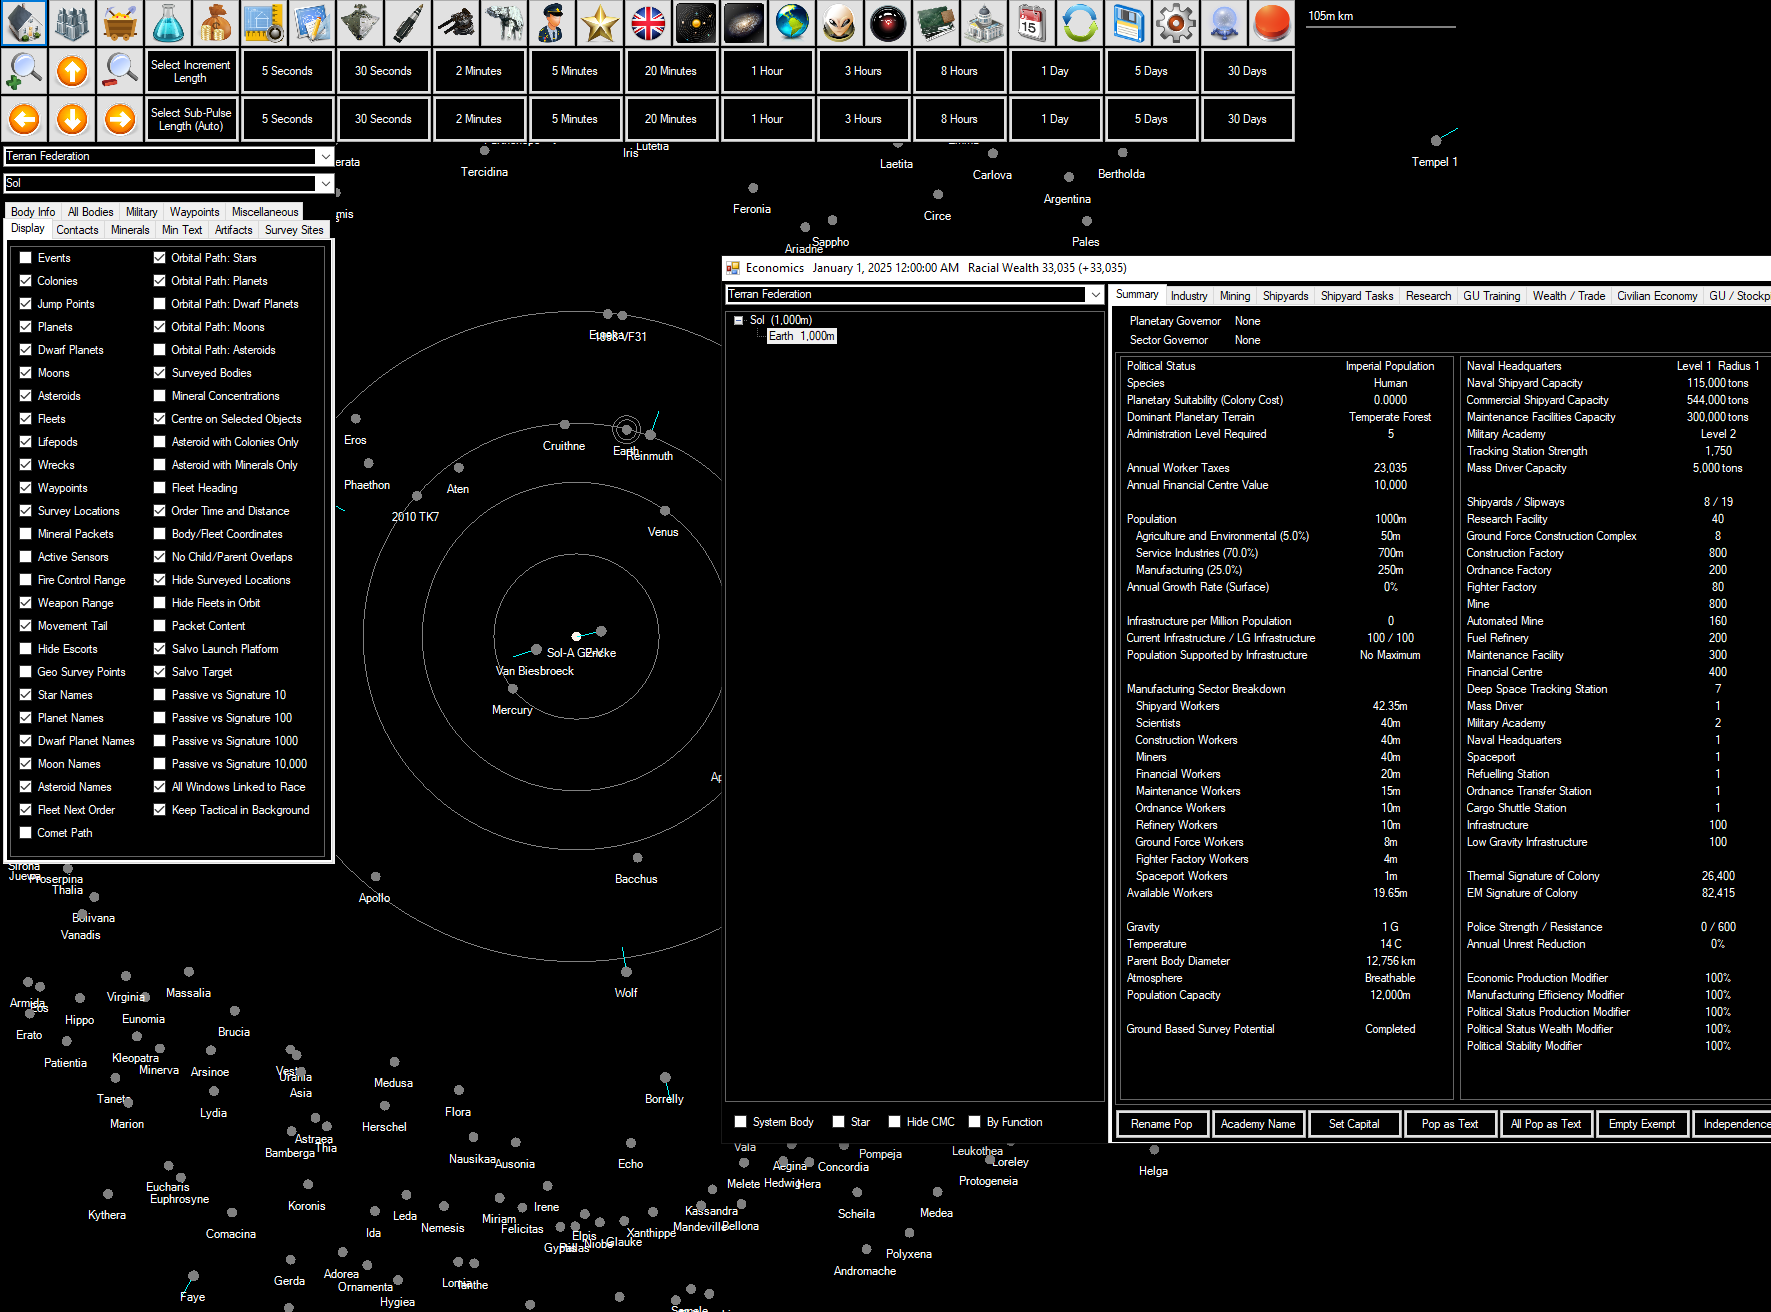 105m km
Select Increment Length
5 Seconds
30 Seconds
2 Minutes
5 Minutes
20 Minutes
1 Hour
3 Hours
8 Hours
1 Day
5 Days
30 Days
Select Sub-Pulse Length (Auto)
5 Seconds
30 Seconds
2 Minutes
5 Minutes
20 Minutes
1 Hour
3 Hours
8 Hours
1 Day
5 Days
30 Days
Terran Federation
Sol
Body Info All Bodies Military Waypoints Miscellaneous
Display Contacts Minerals Min Text Artifacts Survey Sites
Events Orbital Path: Stars
Colonies Orbital Path: Planets
Jump Points Orbital Path: Dwarf Planets
Planets Orbital Path: Moons
Dwarf Planets Orbital Path: Asteroids
Moons Surveyed Bodies
Asteroids Mineral Concentrations
Fleets Centre on Selected Objects
Lifepods Asteroid with Colonies Only
Wrecks Asteroid with Minerals Only
Waypoints Fleet Heading
Survey Locations Order Time and Distance
Mineral Packets Body/Fleet Coordinates
Active Sensors No Child/Parent Overlaps
Fire Control Range Hide Surveyed Locations
Weapon Range Hide Fleets in Orbit
Movement Tail Packet Content
Hide Escorts Salvo Launch Platform
Geo Survey Points Salvo Target
Star Names Passive vs Signature 10
Planet Names Passive vs Signature 100
Dwarf Planet Names Passive vs Signature 1000
Moon Names Passive vs Signature 10,000
Asteroid Names All Windows Linked to Race
Fleet Next Order Keep Tactical in Background
Comet Path
Lutetia
Iris
Tercidina
Laetita
Carlova
Bertholda
Tempel 1
Feronia
Circe
Argentina
Sappho
Ariadne
Pales
1998 VF31
Eros
Cruithne
Earth
Reinmuth
Phaethon
Aten
2010 TK7
Venus
Sol-A G2-V
Van Biesbroeck
Mercury
Bacchus
Apollo
Wolf
Economics January 1, 2025 12:00:00 AM Racial Wealth 33,035 (+33,035)
Terran Federation
Sol (1,000m)
Earth 1,000m
System Body Star Hide CMC By Function
Summary Industry Mining Shipyards Shipyard Tasks Research GU Training Wealth / Trade Civilian Economy GU / Stockpi
Planetary Governor None
Sector Governor None
Political Status Imperial Population
Species Human
Planetary Suitability (Colony Cost) 0.0000
Dominant Planetary Terrain Temperate Forest
Administration Level Required 5
Annual Worker Taxes 23,035
Annual Financial Centre Value 10,000
Population 1000m
Agriculture and Environmental (5.0%) 50m
Service Industries (70.0%) 700m
Manufacturing (25.0%) 250m
Annual Growth Rate (Surface) 0%
Infrastructure per Million Population 0
Current Infrastructure / LG Infrastructure 100 / 100
Population Supported by Infrastructure No Maximum
Manufacturing Sector Breakdown
Shipyard Workers 42.35m
Scientists 40m
Construction Workers 40m
Miners 40m
Financial Workers 20m
Maintenance Workers 15m
Ordnance Workers 10m
Refinery Workers 10m
Ground Force Workers 8m
Fighter Factory Workers 4m
Spaceport Workers 1m
Available Workers 19.65m
Gravity 1 G
Temperature 14 C
Parent Body Diameter 12,756 km
Atmosphere Breathable
Population Capacity 12,000m
Ground Based Survey Potential Completed
Naval Headquarters Level 1 Radius 1
Naval Shipyard Capacity 115,000 tons
Commercial Shipyard Capacity 544,000 tons
Maintenance Facilities Capacity 300,000 tons
Military Academy Level 2
Tracking Station Strength 1,750
Mass Driver Capacity 5,000 tons
Shipyards / Slipways 8 / 19
Research Facility 40
Ground Force Construction Complex 8
Construction Factory 800
Ordnance Factory 200
Fighter Factory 80
Mine 800
Automated Mine 160
Fuel Refinery 200
Maintenance Facility 300
Financial Centre 400
Deep Space Tracking Station 7
Mass Driver 1
Military Academy 2
Naval Headquarters 1
Spaceport 1
Refuelling Station 1
Ordnance Transfer Station 1
Cargo Shuttle Station 1
Infrastructure 100
Low Gravity Infrastructure 100
Thermal Signature of Colony 26,400
EM Signature of Colony 82,415
Police Strength / Resistance 0 / 600
Annual Unrest Reduction 0%
Economic Production Modifier 100%
Manufacturing Efficiency Modifier 100%
Political Status Production Modifier 100%
Political Status Wealth Modifier 100%
Political Stability Modifier 100%
Rename Pop
Academy Name
Set Capital
Pop as Text
All Pop as Text
Empty Exempt
Independence
Proserpina
Thalia
Bolivana
Vanadis
Massalia
Virginia
Armida
Eos
Hippo
Eunomia
Erato
Brucia
Patientia
Kleopatra
Minerva
Arsinoe
Vesta
Urania
Asia
Medusa
Taneta
Lydia
Flora
Borrelly
Marion
Herschel
Astraea
Thia
Bamberga
Nausikaa
Ausonia
Echo
Vala
Pompeja
Leukothea
Aegina
Concordia
Loreley
Helga
Eucharis
Euphrosyne
Melete
Hedwig
Hera
Protogeneia
Koronis
Irene
Kythera
Leda
Miriam
Nemesis
Felicitas
Kassandra
Mandeville
Bellona
Scheila
Medea
Comacina
Ida
Elpis
Xanthippe
Glauke
Niobe
Pallas
Polyxena
Andromache
Gerda
Adorea
Ornamenta
Lomia
Ianthe
Faye
Hygiea